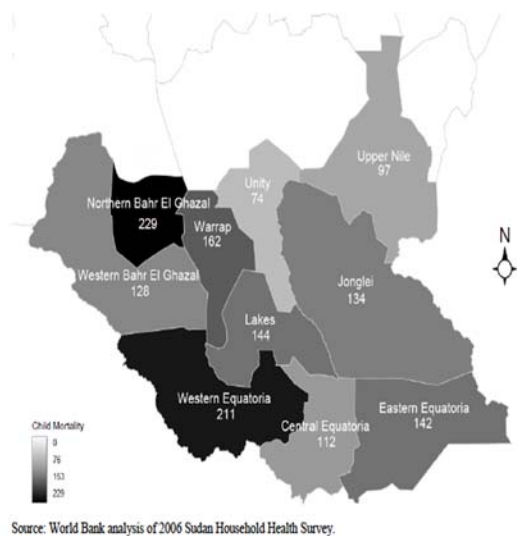 Upper Nile
97
Unity
74
Northern Bahr El Ghazal
229
Warrap
162
N
Western Bahr El Ghazal
128
Jonglei
134
Lakes
144
Western Equatoria
211
Eastern Equatoria
142
Central Equatoria
112
Child Mortality
0
76
153
229
Source: World Bank analysis of 2006 Sudan Household Health Survey.